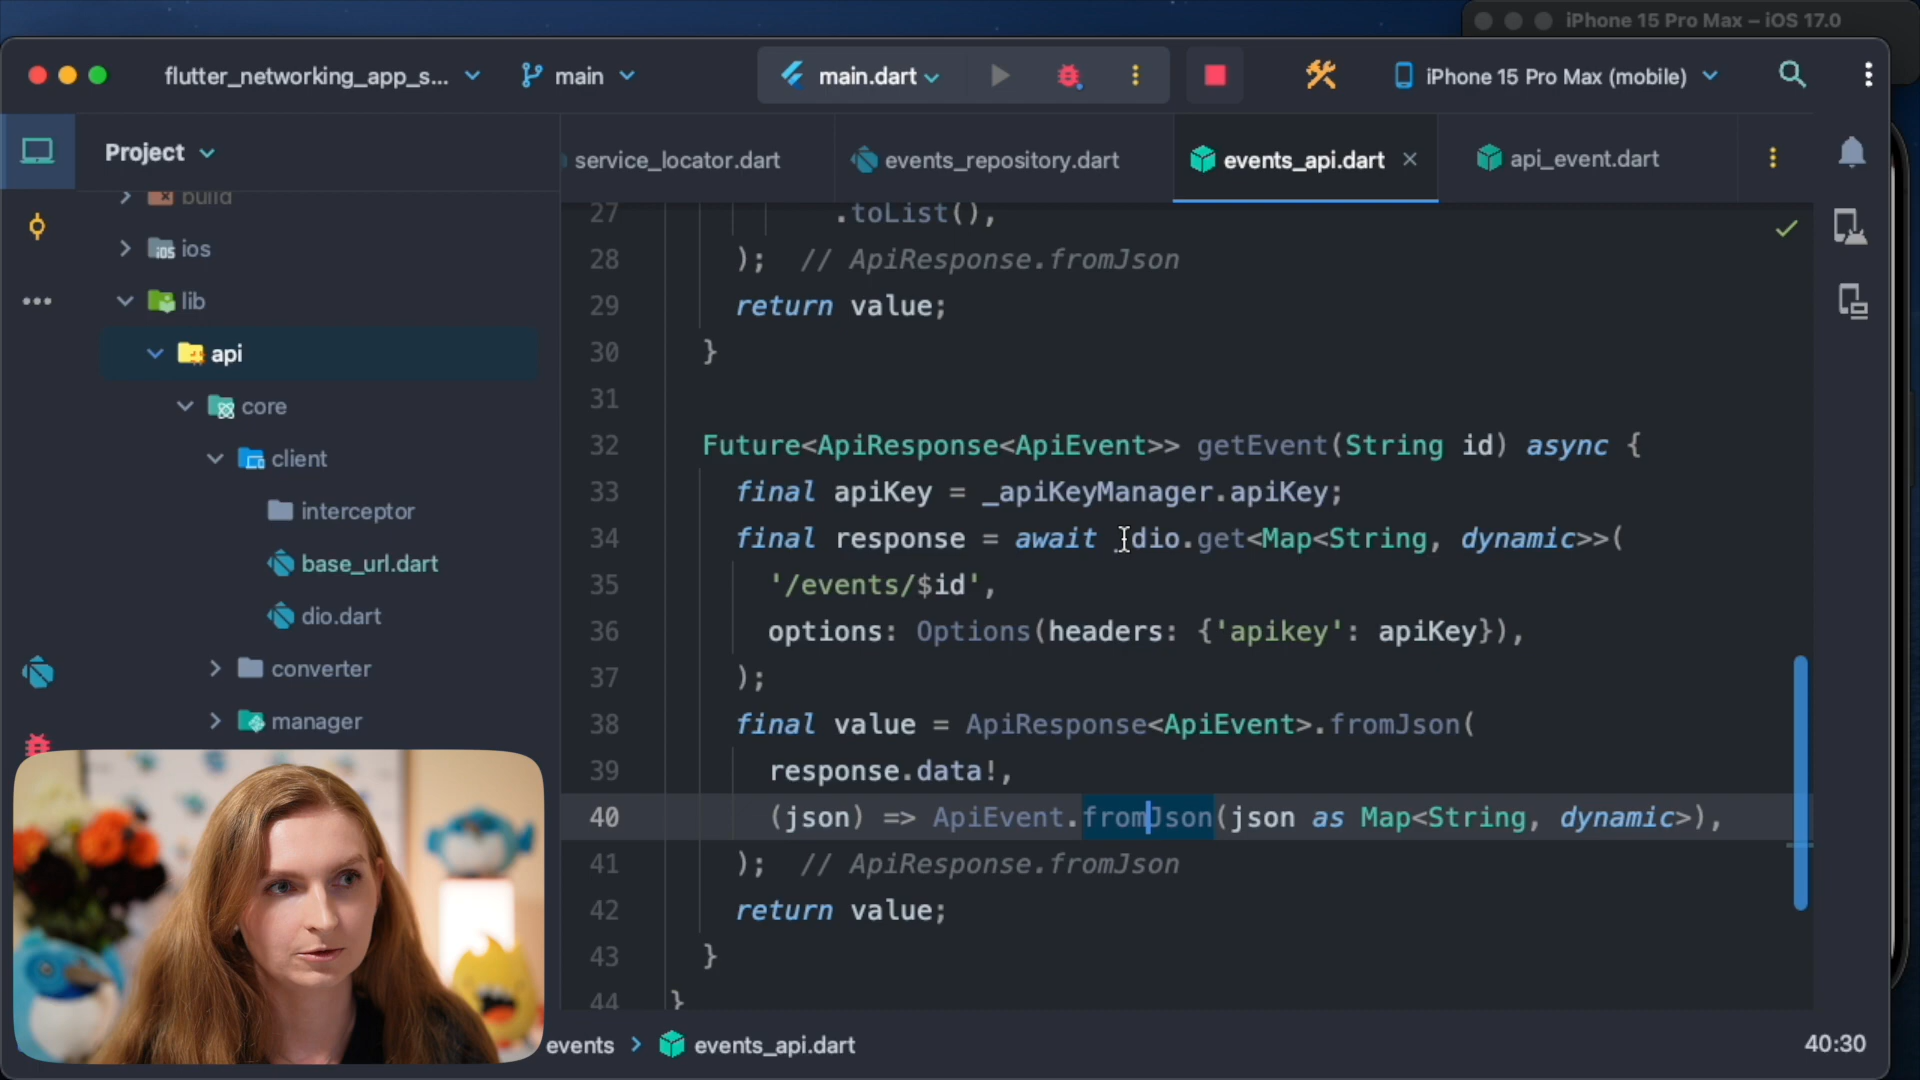 iPhone 15 Pro Max – iOS 17.0
flutter_networking_app_s...
main
main.dart
iPhone 15 Pro Max (mobile)
Project
service_locator.dart
events_repository.dart
events_api.dart
api_event.dart
build
ios
lib
api
core
client
interceptor
base_url.dart
dio.dart
converter
manager
27 .toList(),
28 ); // ApiResponse.fromJson
29 return value;
30 }
31
32 Future<ApiResponse<ApiEvent>> getEvent(String id) async {
33 final apiKey = _apiKeyManager.apiKey;
34 final response = await _dio.get<Map<String, dynamic>>(
35 '/events/$id',
36 options: Options(headers: {'apikey': apiKey}),
37 );
38 final value = ApiResponse<ApiEvent>.fromJson(
39 response.data!,
40 (json) => ApiEvent.fromJson(json as Map<String, dynamic>),
41 ); // ApiResponse.fromJson
42 return value;
43 }
44 }
events > events_api.dart
40:30